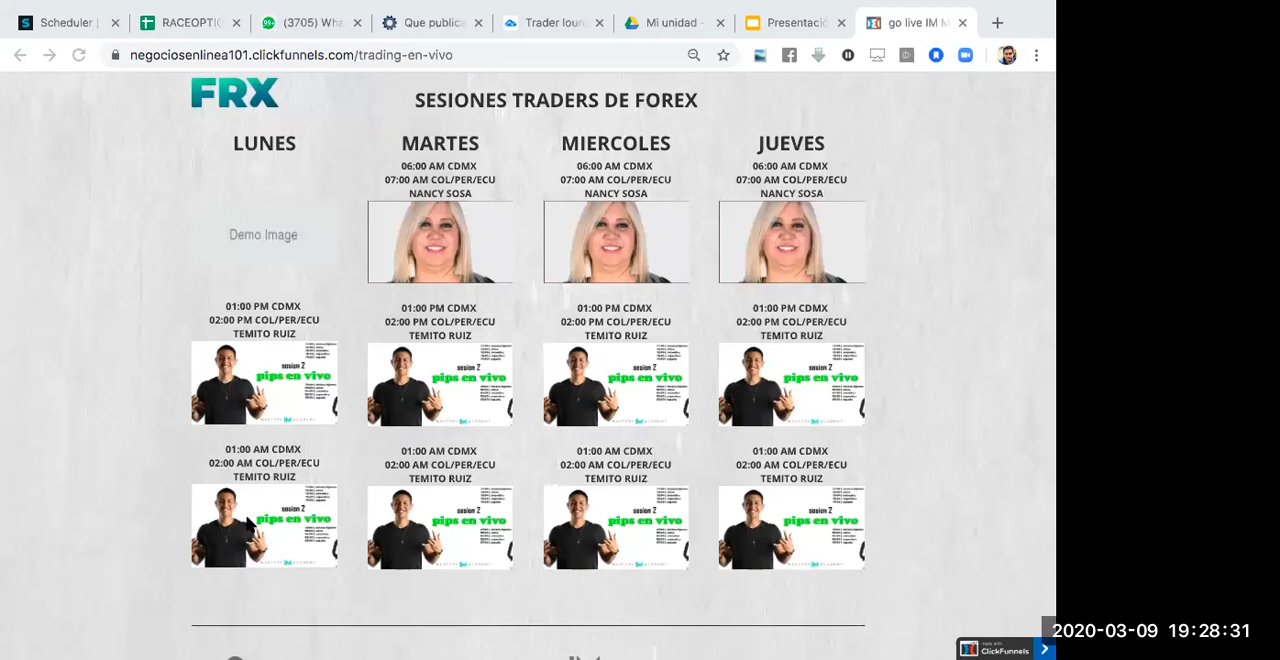 Scheduler |
RACEOPTIC
(3705) Wha
Que publica
Trader lour
Mi unidad -
Presentació
go live IM M
negociosenlinea101.clickfunnels.com/trading-en-vivo
FRX
SESIONES TRADERS DE FOREX
LUNES
MARTES
MIERCOLES
JUEVES
06:00 AM CDMX
07:00 AM COL/PER/ECU
NANCY SOSA
06:00 AM CDMX
07:00 AM COL/PER/ECU
NANCY SOSA
06:00 AM CDMX
07:00 AM COL/PER/ECU
NANCY SOSA
Demo Image
01:00 PM CDMX
02:00 PM COL/PER/ECU
TEMITO RUIZ
sesion 2
pips en vivo
01:00 PM CDMX
02:00 PM COL/PER/ECU
TEMITO RUIZ
sesion 2
pips en vivo
01:00 PM CDMX
02:00 PM COL/PER/ECU
TEMITO RUIZ
sesion 2
pips en vivo
01:00 PM CDMX
02:00 PM COL/PER/ECU
TEMITO RUIZ
sesion 2
pips en vivo
01:00 AM CDMX
02:00 AM COL/PER/ECU
TEMITO RUIZ
sesion 2
pips en vivo
01:00 AM CDMX
02:00 AM COL/PER/ECU
TEMITO RUIZ
sesion 2
pips en vivo
01:00 AM CDMX
02:00 AM COL/PER/ECU
TEMITO RUIZ
sesion 2
pips en vivo
01:00 AM CDMX
02:00 AM COL/PER/ECU
TEMITO RUIZ
sesion 2
pips en vivo
made with
ClickFunnels
2020-03-09 19:28:31